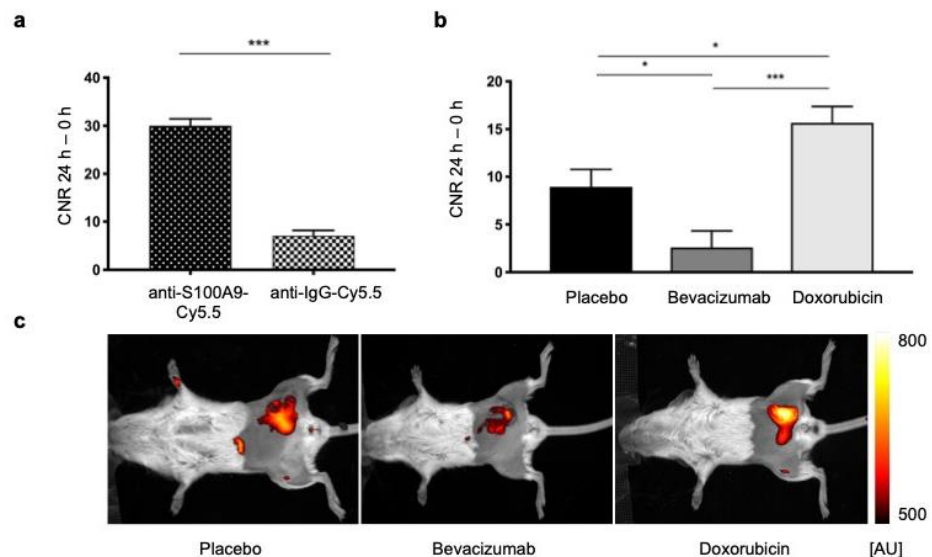 a
***
CNR 24 h – 0 h
40
30
20
10
0
anti-S100A9-
Cy5.5
anti-IgG-Cy5.5
b
*
*
***
CNR 24 h – 0 h
20
15
10
5
0
Placebo
Bevacizumab
Doxorubicin
c
800
500
Placebo
Bevacizumab
Doxorubicin
[AU]